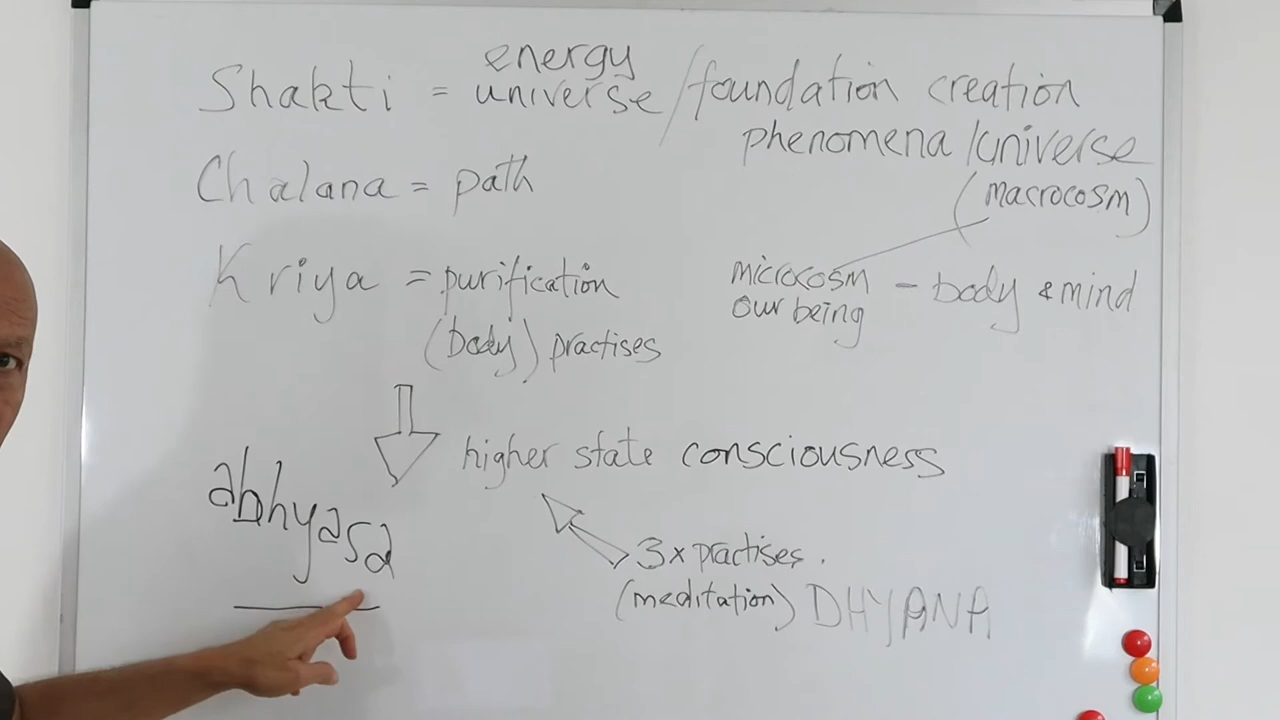 energy
Shakti = universe / foundation creation
phenomena / universe
(macrocosm)
Chalana = path
Kriya = purification
(body) practises
microcosm - body & mind
our being
higher state consciousness
abhyasa
3x practises.
(meditation) DHYANA